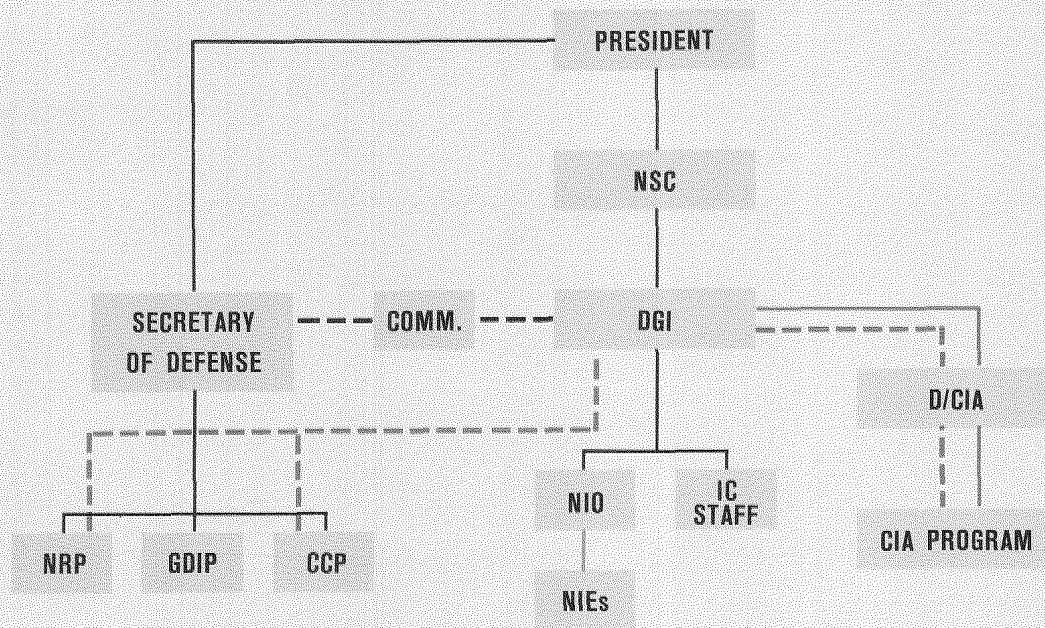 PRESIDENT
NSC
SECRETARY
OF DEFENSE
COMM.
DGI
D/CIA
NIO
IC
STAFF
NRP
GDIP
CCP
CIA PROGRAM
NIEs